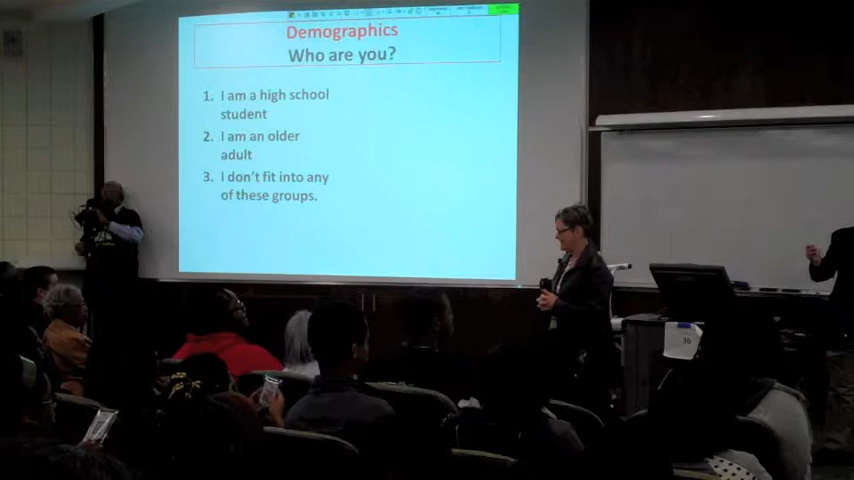 Demographics
Who are you?
1. I am a high school
student
2. I am an older
adult
3. I don't fit into any
of these groups.